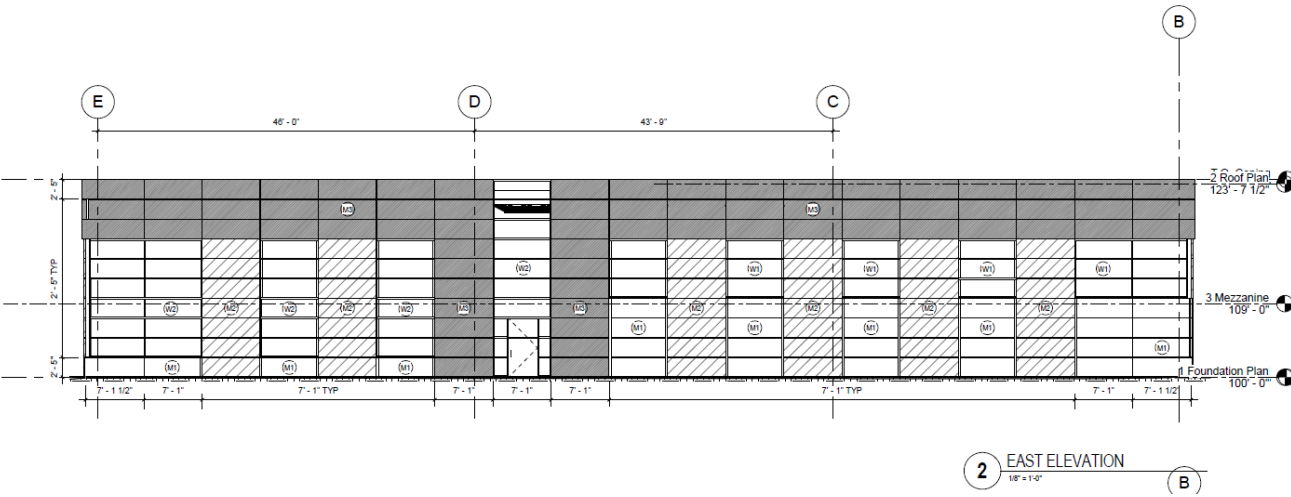 B
E
D
C
46' - 0"
43' - 9"
2' - 5"
2 Roof Plan
123' - 7 1/2"
M3
M3
2' - 5" TYP
W2
W1
W1
W1
W1
3 Mezzanine
109' - 0"
W2
M2
W2
M2
W2
M3
M3
M2
M2
M2
M2
M1
M1
M1
M1
M1
2' - 5"
M1
M1
M1
1 Foundation Plan
100' - 0"
7' - 1 1/2"
7' - 1"
7' - 1" TYP
7' - 1"
7' - 1"
7' - 1"
7' - 1" TYP
7' - 1"
7' - 1 1/2"
2
EAST ELEVATION
1/8" = 1'-0"
B